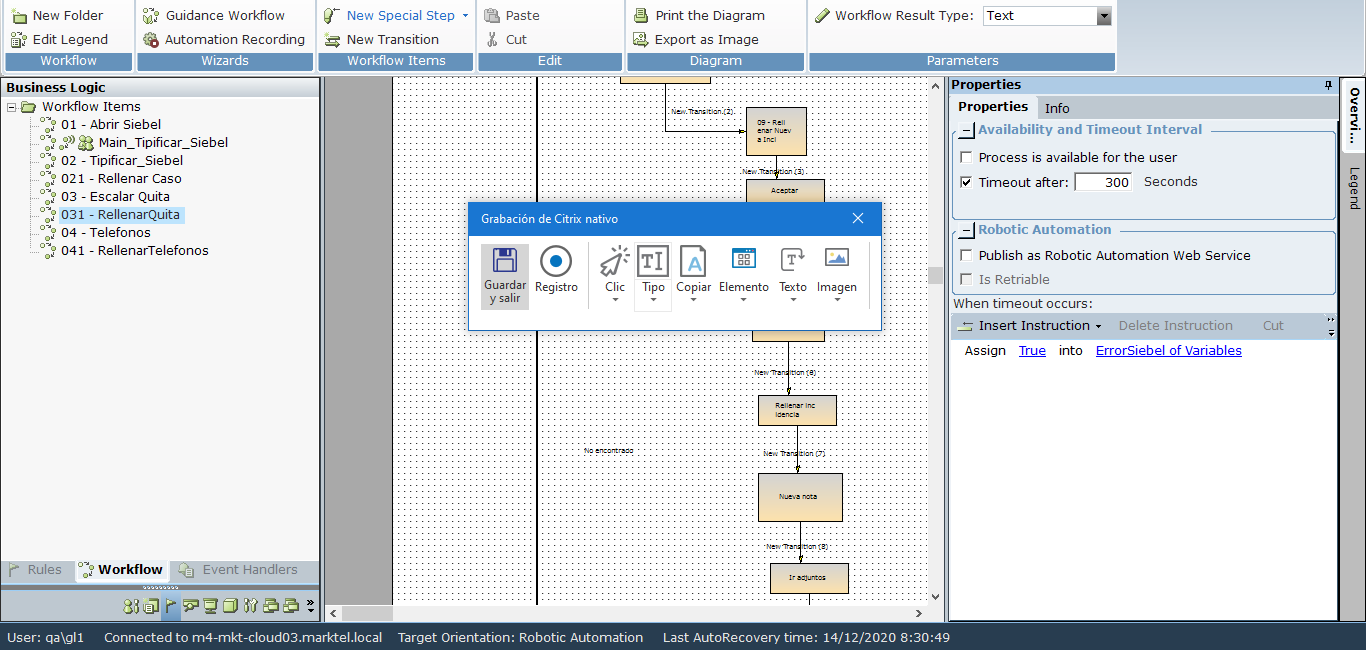 New Folder
Edit Legend
Workflow
Guidance Workflow
Automation Recording
Wizards
New Special Step
New Transition
Workflow Items
Paste
Cut
Edit
Print the Diagram
Export as Image
Diagram
Workflow Result Type: Text
Parameters
Business Logic
Workflow Items
01 - Abrir Siebel
Main_Tipificar_Siebel
02 - Tipificar_Siebel
021 - Rellenar Caso
03 - Escalar Quita
031 - RellenarQuita
04 - Telefonos
041 - RellenarTelefonos
Rules
Workflow
Event Handlers
New Transition (2)
09 - Rell
enar Nuev
a Inci
New Transition (3)
Aceptar
Grabación de Citrix nativo
Guardar
y salir
Registro
Clic
Tipo
Copiar
Elemento
Texto
Imagen
New Transition (6)
Rellenar inc
idencia
No encontrado
New Transition (7)
Nueva nota
New Transition (8)
Ir adjuntos
Properties
Properties
Info
Availability and Timeout Interval
Process is available for the user
Timeout after: 300 Seconds
Robotic Automation
Publish as Robotic Automation Web Service
Is Retriable
When timeout occurs:
Insert Instruction
Delete Instruction
Cut
Assign True into ErrorSiebel of Variables
Overvi...
Legend
User: qa\gl1
Connected to m4-mkt-cloud03.marktel.local
Target Orientation: Robotic Automation
Last AutoRecovery time: 14/12/2020 8:30:49